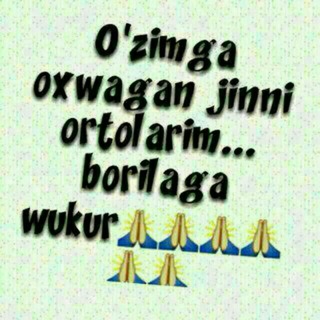 O'zimga
oxwagan jinni
ortolarim...
borilaga
wukur🙏🙏🙏🙏
🙏🙏